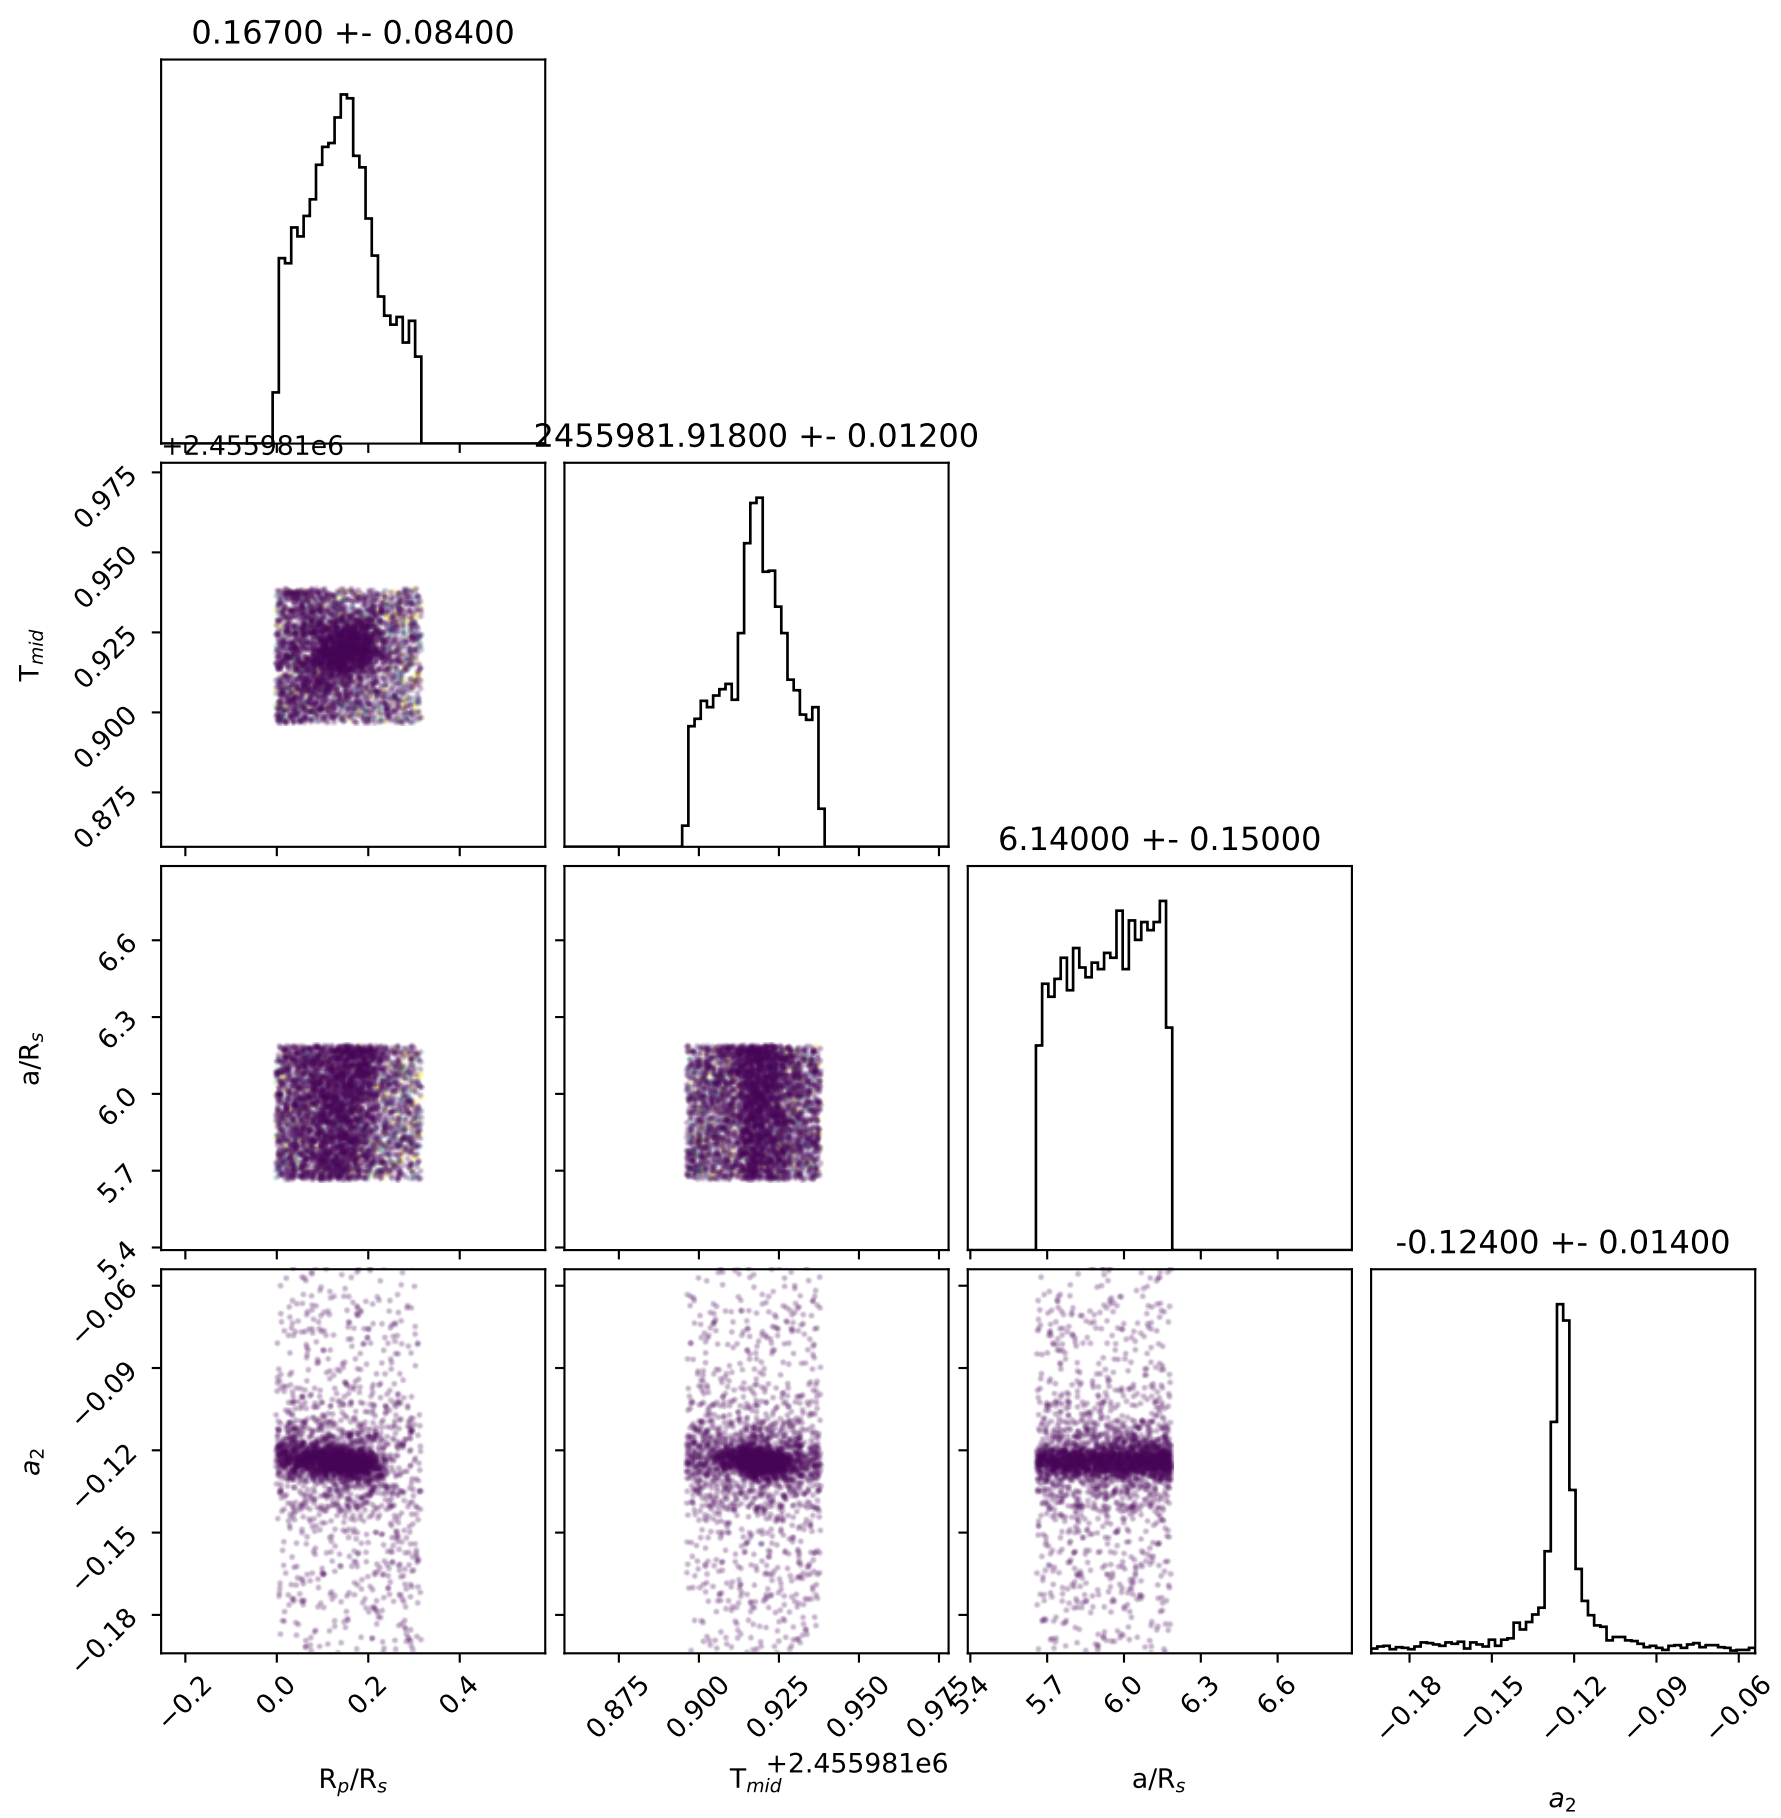 0.16700 +- 0.08400
+2.455981e6
2455981.91800 +- 0.01200
0.975
0.950
0.925
0.900
0.875
T_mid
6.14000 +- 0.15000
6.6
6.3
6.0
5.7
5.4
a/R_s
-0.12400 +- 0.01400
−0.06
−0.09
−0.12
−0.15
−0.18
a_2
−0.2 0.0 0.2 0.4
0.875 0.900 0.925 0.950 0.975
5.4 5.7 6.0 6.3 6.6
−0.18 −0.15 −0.12 −0.09 −0.06
+2.455981e6
R_p/R_s
T_mid
a/R_s
a_2